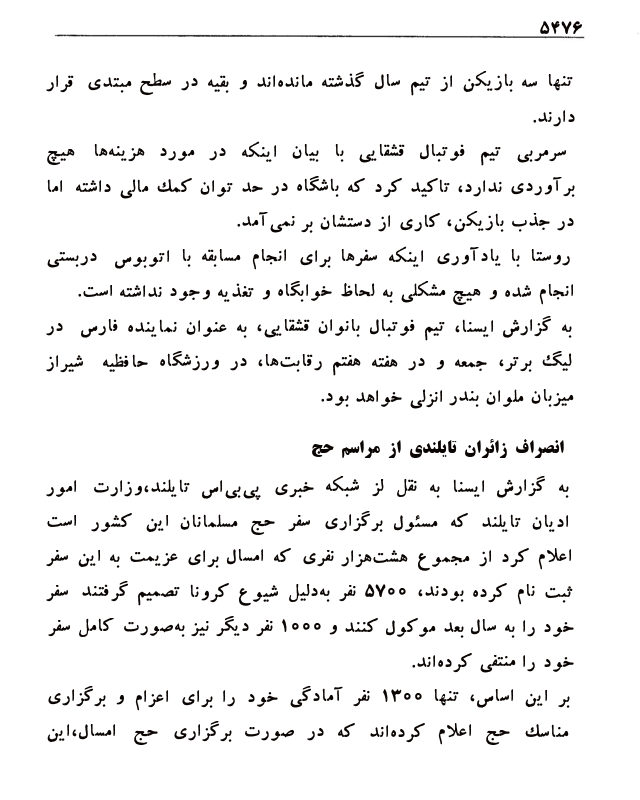 ۵۴۷۶
تنها سه بازیکن از تیم سال گذشته مانده‌اند و بقیه در سطح مبتدی قرار
دارند.
سرمربی تیم فوتبال قشقایی با بیان اینکه در مورد هزینه‌ها هیچ
برآوردی ندارد، تاکید کرد که باشگاه در حد توان کمك مالی داشته اما
در جذب بازیکن، کاری از دستشان بر نمی‌آمد.
روستا با یادآوری اینکه سفرها برای انجام مسابقه با اتوبوس دربستی
انجام شده و هیچ مشکلی به لحاظ خوابگاه و تغذیه وجود نداشته است.
به گزارش ایسنا، تیم فوتبال بانوان قشقایی، به عنوان نماینده فارس در
لیگ برتر، جمعه و در هفته هفتم رقابت‌ها، در ورزشگاه حافظیه شیراز
میزبان ملوان بندر انزلی خواهد بود.
انصراف زائران تایلندی از مراسم حج
به گزارش ایسنا به نقل لز شبکه خبری پی‌بی‌اس تایلند،وزارت امور
ادیان تایلند که مسئول برگزاری سفر حج مسلمانان این کشور است
اعلام کرد از مجموع هشت‌هزار نفری که امسال برای عزیمت به این سفر
ثبت نام کرده بودند، ۵۷۰۰ نفر به‌دلیل شیوع کرونا تصمیم گرفتند سفر
خود را به سال بعد موکول کنند و ۱۰۰۰ نفر دیگر نیز به‌صورت کامل سفر
خود را منتفی کرده‌اند.
بر این اساس، تنها ۱۳۰۰ نفر آمادگی خود را برای اعزام و برگزاری
مناسك حج اعلام کرده‌اند که در صورت برگزاری حج امسال،این